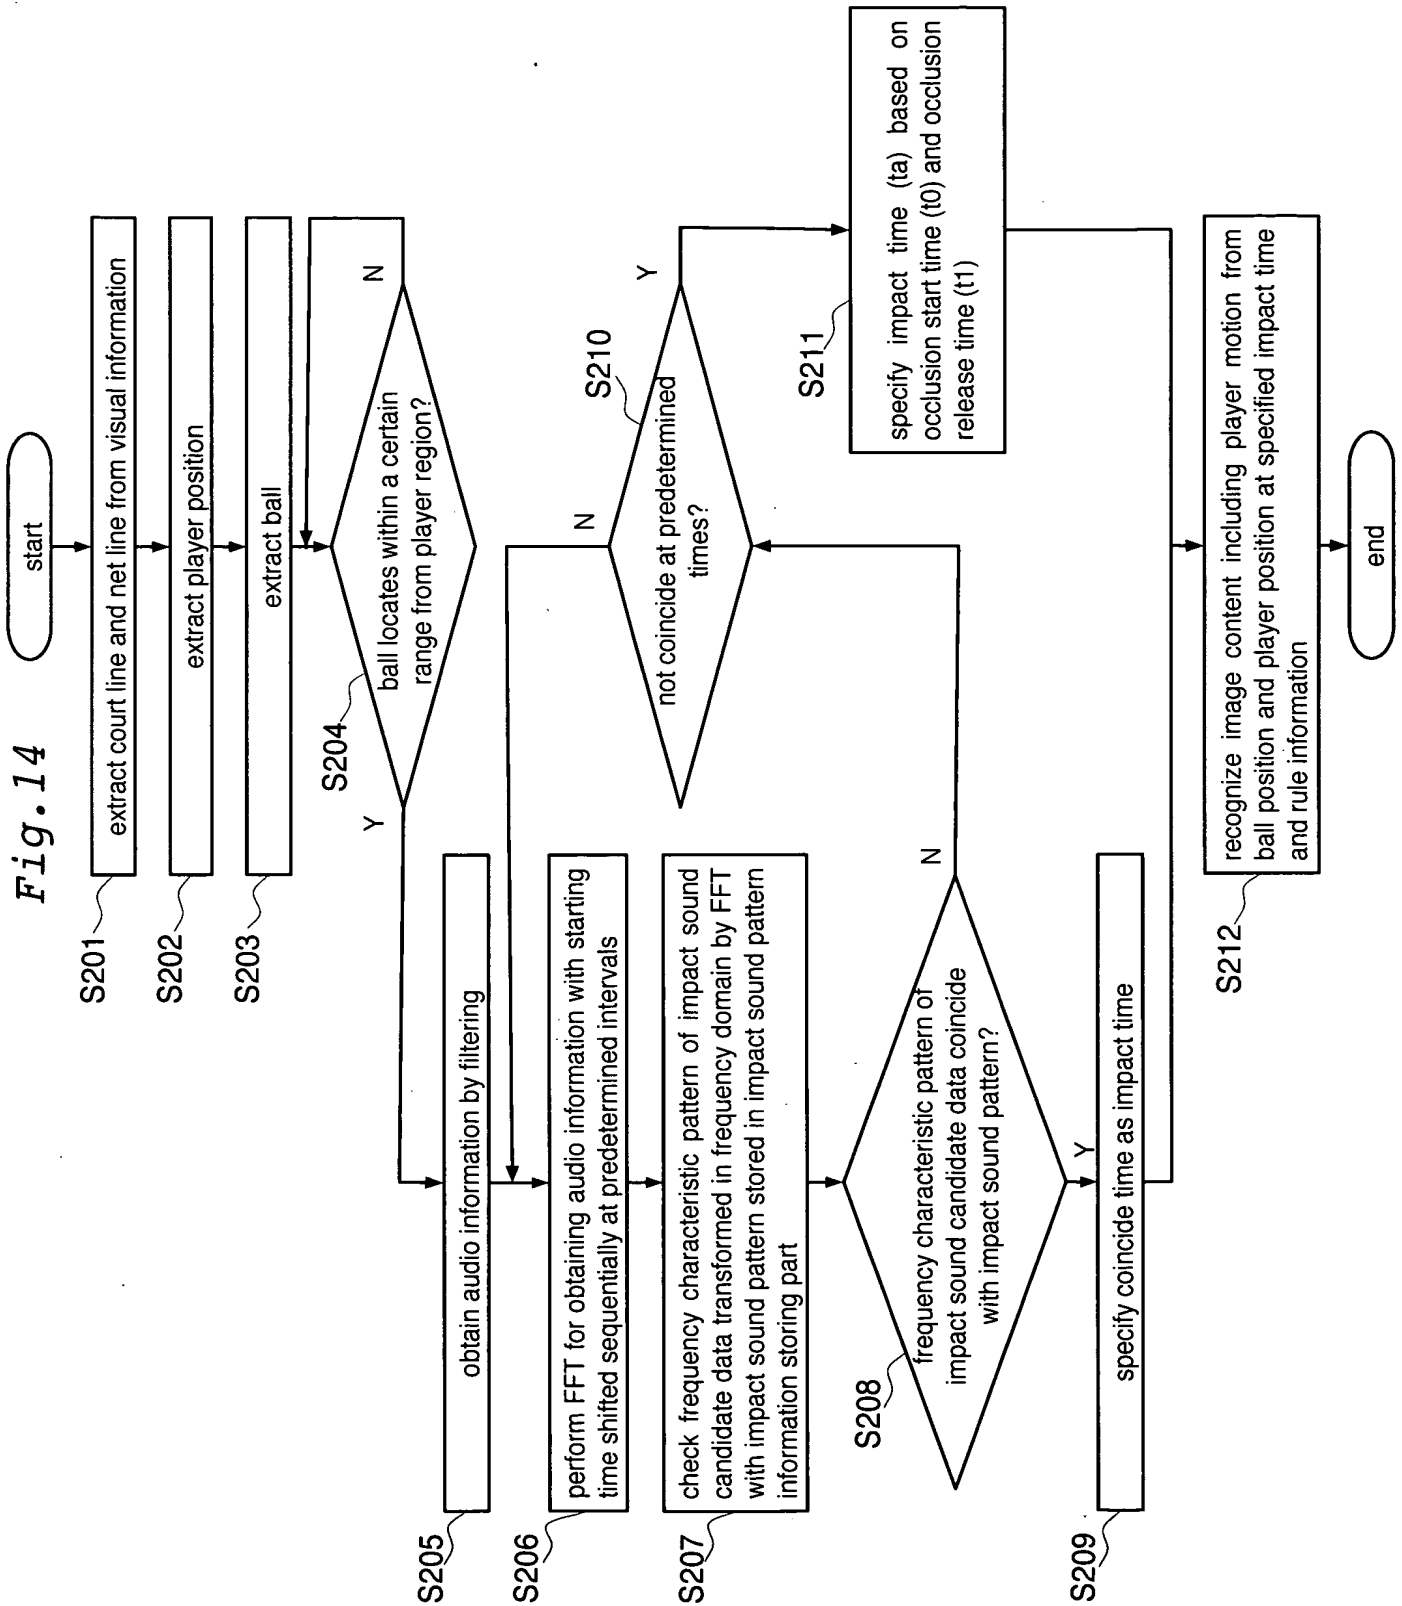 Fig.14
start
S201
extract court line and net line from visual information
S202
extract player position
S203
extract ball
S204
ball locates within a certain
range from player region?
N
Y
S205
obtain audio information by filtering
S206
perform FFT for obtaining audio information with starting
time shifted sequentially at predetermined intervals
S207
check frequency characteristic pattern of impact sound
candidate data transformed in frequency domain by FFT
with impact sound pattern stored in impact sound pattern
information storing part
S208
frequency characteristic pattern of
impact sound candidate data coincide
with impact sound pattern?
N
Y
S209
specify coincide time as impact time
S210
not coincide at predetermined
times?
N
Y
S211
specify impact time (ta) based on
occlusion start time (t0) and occlusion
release time (t1)
S212
recognize image content including player motion from
ball position and player position at specified impact time
and rule information
end